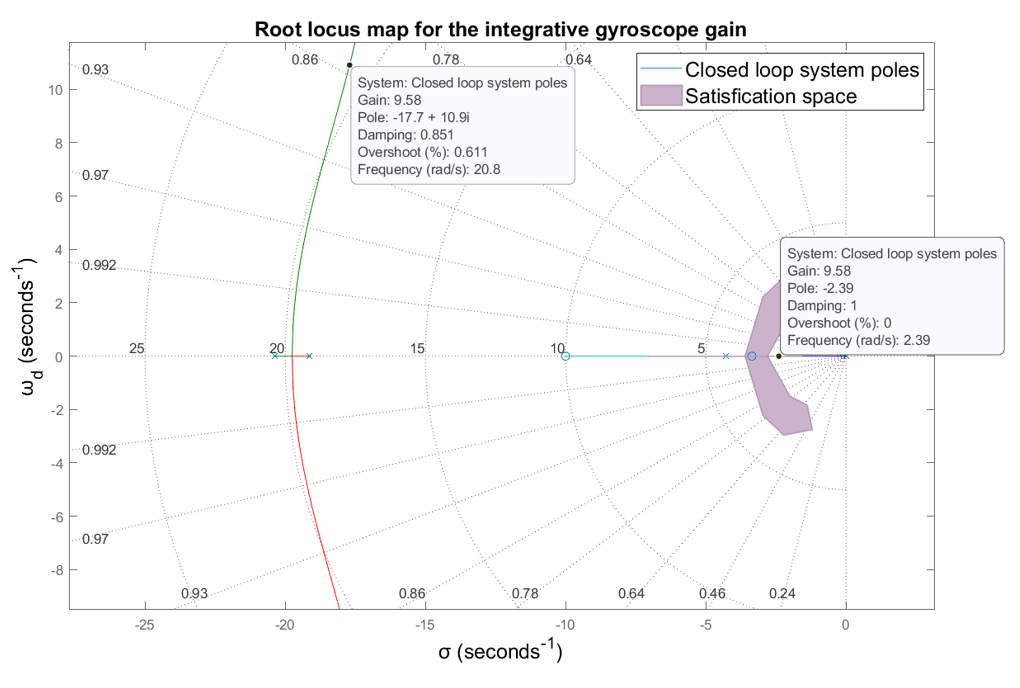 Root locus map for the integrative gyroscope gain
0.93
0.86
0.78
0.64
Closed loop system poles
Satisfication space
System: Closed loop system poles
Gain: 9.58
Pole: -17.7 + 10.9i
Damping: 0.851
Overshoot (%): 0.611
Frequency (rad/s): 20.8
10
8
0.97
6
4
0.992
System: Closed loop system poles
Gain: 9.58
Pole: -2.39
Damping: 1
Overshoot (%): 0
Frequency (rad/s): 2.39
2
25
20
15
10
5
0
-2
0.992
-4
-6
0.97
-8
0.93
0.86
0.78
0.64
0.46
0.24
-25
-20
-15
-10
-5
0
σ (seconds-1)
ωd (seconds-1)